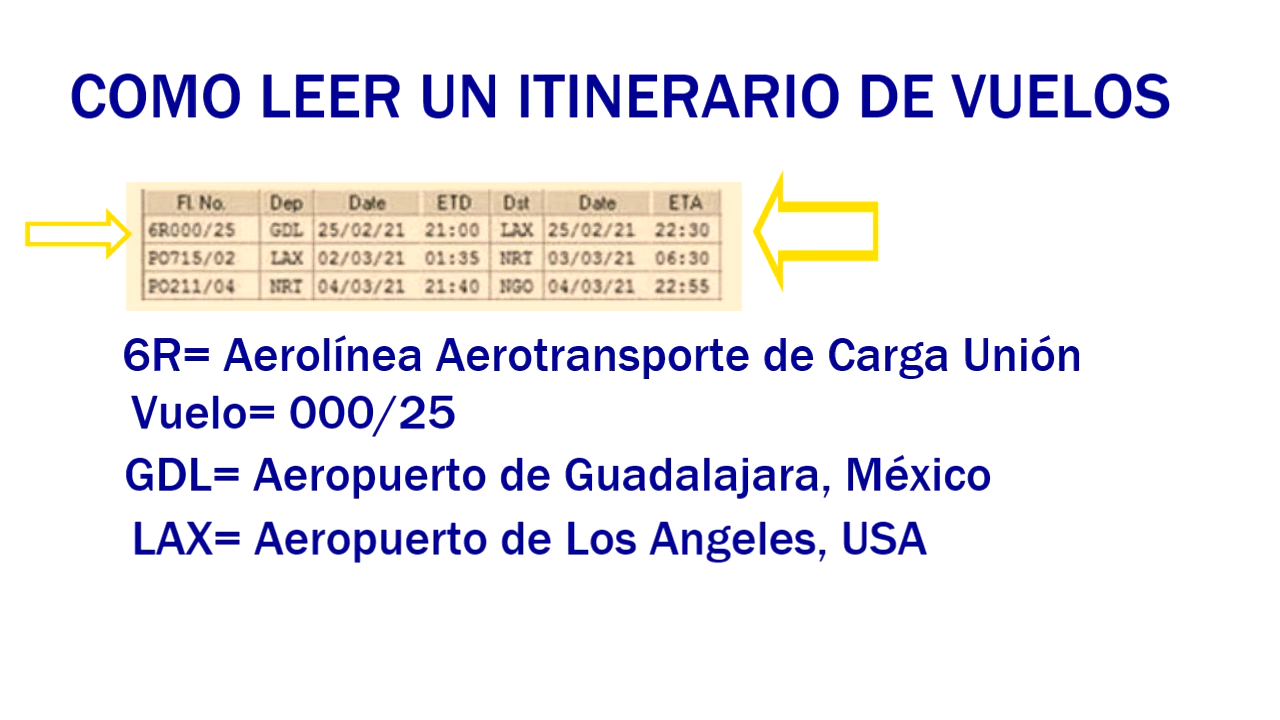 COMO LEER UN ITINERARIO DE VUELOS
Fl. No. Dep Date ETD Dst Date ETA
6R000/25 GDL 25/02/21 21:00 LAX 25/02/21 22:30
PO715/02 LAX 02/03/21 01:35 NRT 03/03/21 06:30
PO211/04 NRT 04/03/21 21:40 NGO 04/03/21 22:55
6R= Aerolínea Aerotransporte de Carga Unión
Vuelo= 000/25
GDL= Aeropuerto de Guadalajara, México
LAX= Aeropuerto de Los Angeles, USA